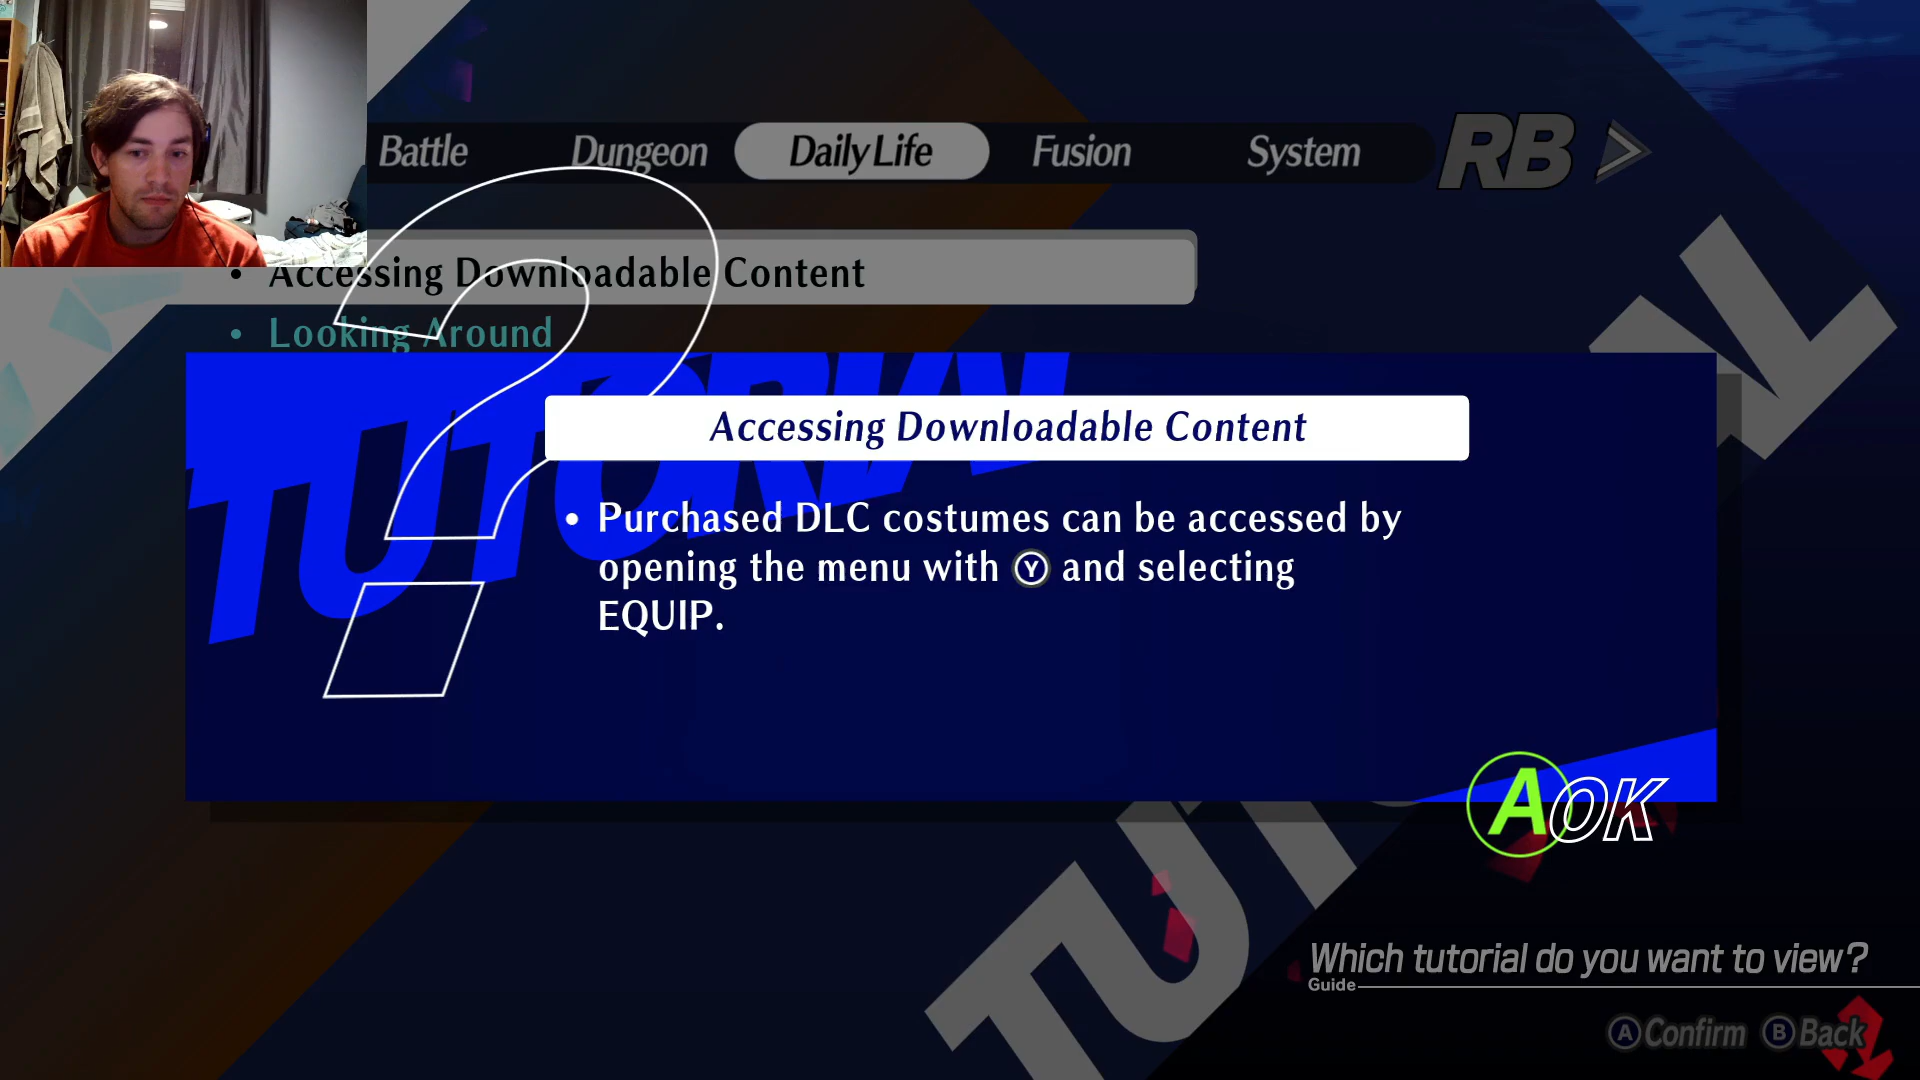 Battle Dungeon Daily Life Fusion System RB
• Accessing Downloadable Content
• Looking Around
TUTORIAL
Accessing Downloadable Content
• Purchased DLC costumes can be accessed by
opening the menu with Ⓨ and selecting
EQUIP.
A OK
Which tutorial do you want to view?
Guide
A Confirm B Back